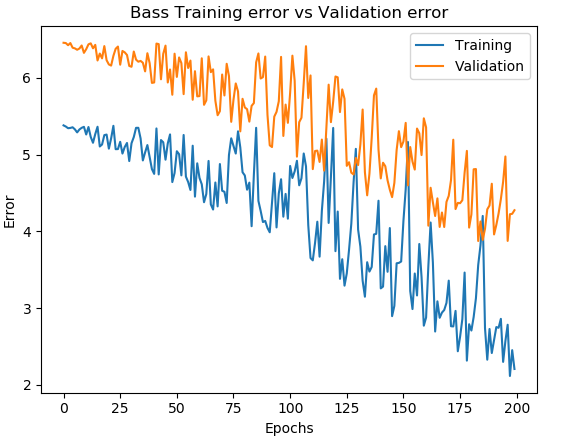 Bass Training error vs Validation error
Training
Validation
Error
6
5
4
3
2
0 25 50 75 100 125 150 175 200
Epochs